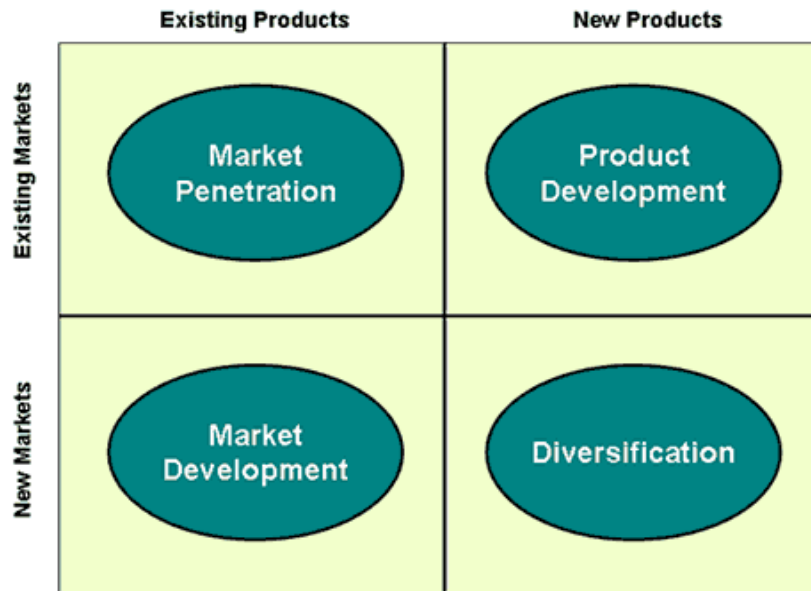 Existing Products
New Products
Existing Markets
Market
Penetration
Product
Development
New Markets
Market
Development
Diversification